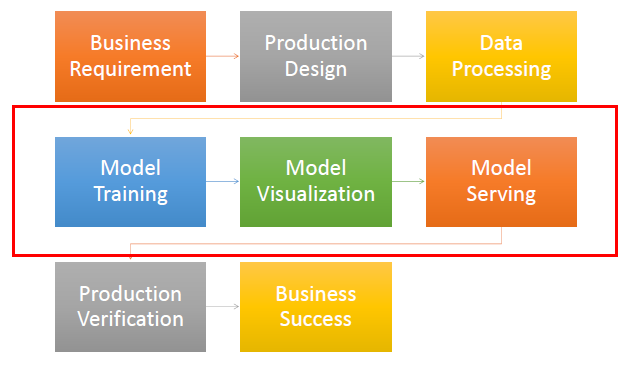 Business
Requirement
Production
Design
Data
Processing
Model
Training
Model
Visualization
Model
Serving
Production
Verification
Business
Success